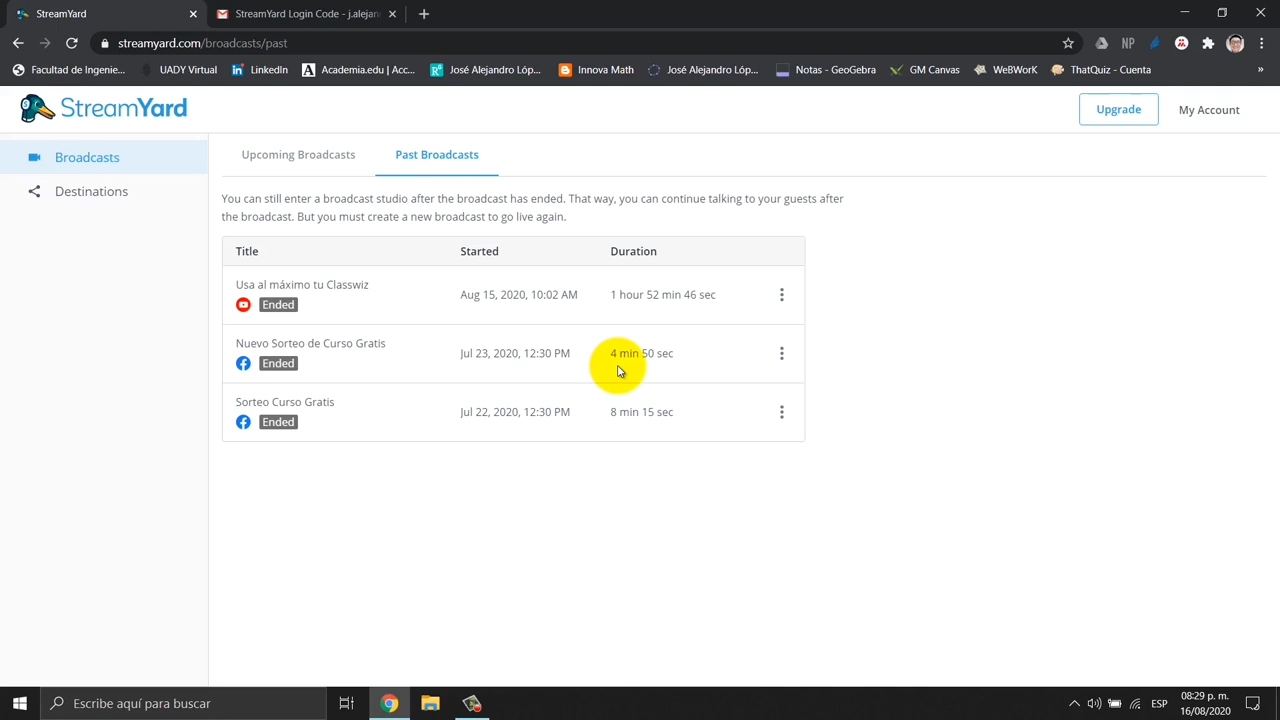 StreamYard
StreamYard Login Code - j.alejan
streamyard.com/broadcasts/past
NP
Facultad de Ingenie...
UADY Virtual
LinkedIn
Academia.edu | Acc...
José Alejandro Lóp...
Innova Math
José Alejandro Lóp...
Notas - GeoGebra
GM Canvas
WeBWorK
ThatQuiz - Cuenta
StreamYard
Upgrade
My Account
Broadcasts
Destinations
Upcoming Broadcasts
Past Broadcasts
You can still enter a broadcast studio after the broadcast has ended. That way, you can continue talking to your guests after
the broadcast. But you must create a new broadcast to go live again.
Title Started Duration
Usa al máximo tu Classwiz
Ended
Aug 15, 2020, 10:02 AM
1 hour 52 min 46 sec
Nuevo Sorteo de Curso Gratis
Ended
Jul 23, 2020, 12:30 PM
4 min 50 sec
Sorteo Curso Gratis
Ended
Jul 22, 2020, 12:30 PM
8 min 15 sec
Escribe aquí para buscar
ESP
08:29 p. m.
16/08/2020